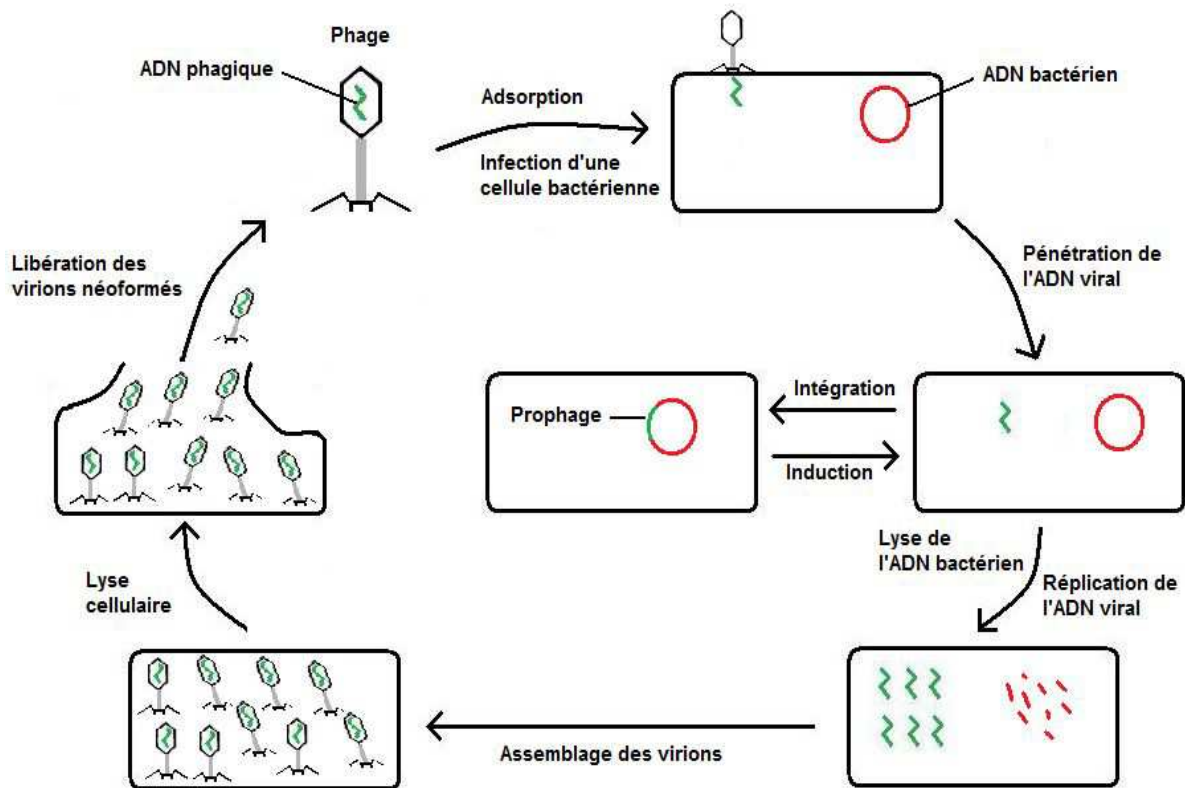 Phage
ADN phagique
ADN bactérien
Adsorption
Infection d'une
cellule bactérienne
Pénétration de
l'ADN viral
Libération des
virions néoformés
Prophage
Intégration
Induction
Lyse de
l'ADN bactérien
Réplication de
l'ADN viral
Lyse
cellulaire
Assemblage des virions